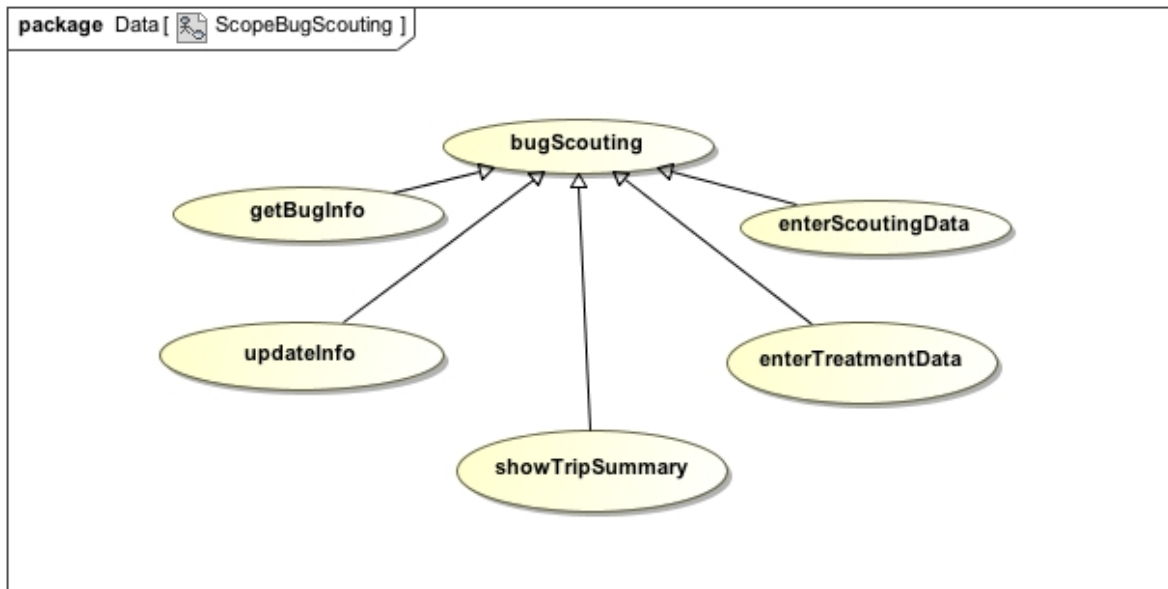 package Data [ ScopeBugScouting ]
bugScouting
getBugInfo
enterScoutingData
updateInfo
enterTreatmentData
showTripSummary